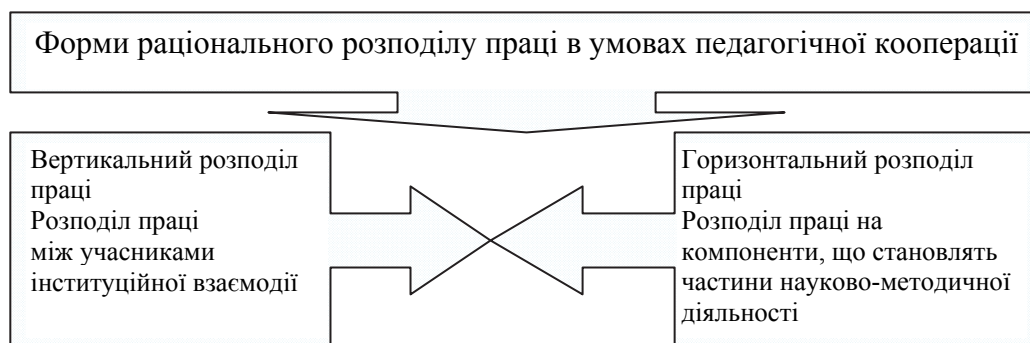 Форми раціонального розподілу праці в умовах педагогічної кооперації
Вертикальний розподіл
праці
Розподіл праці
між учасниками
інституційної взаємодії
Горизонтальний розподіл
праці
Розподіл праці на
компоненти, що становлять
частини науково-методичної
діяльності